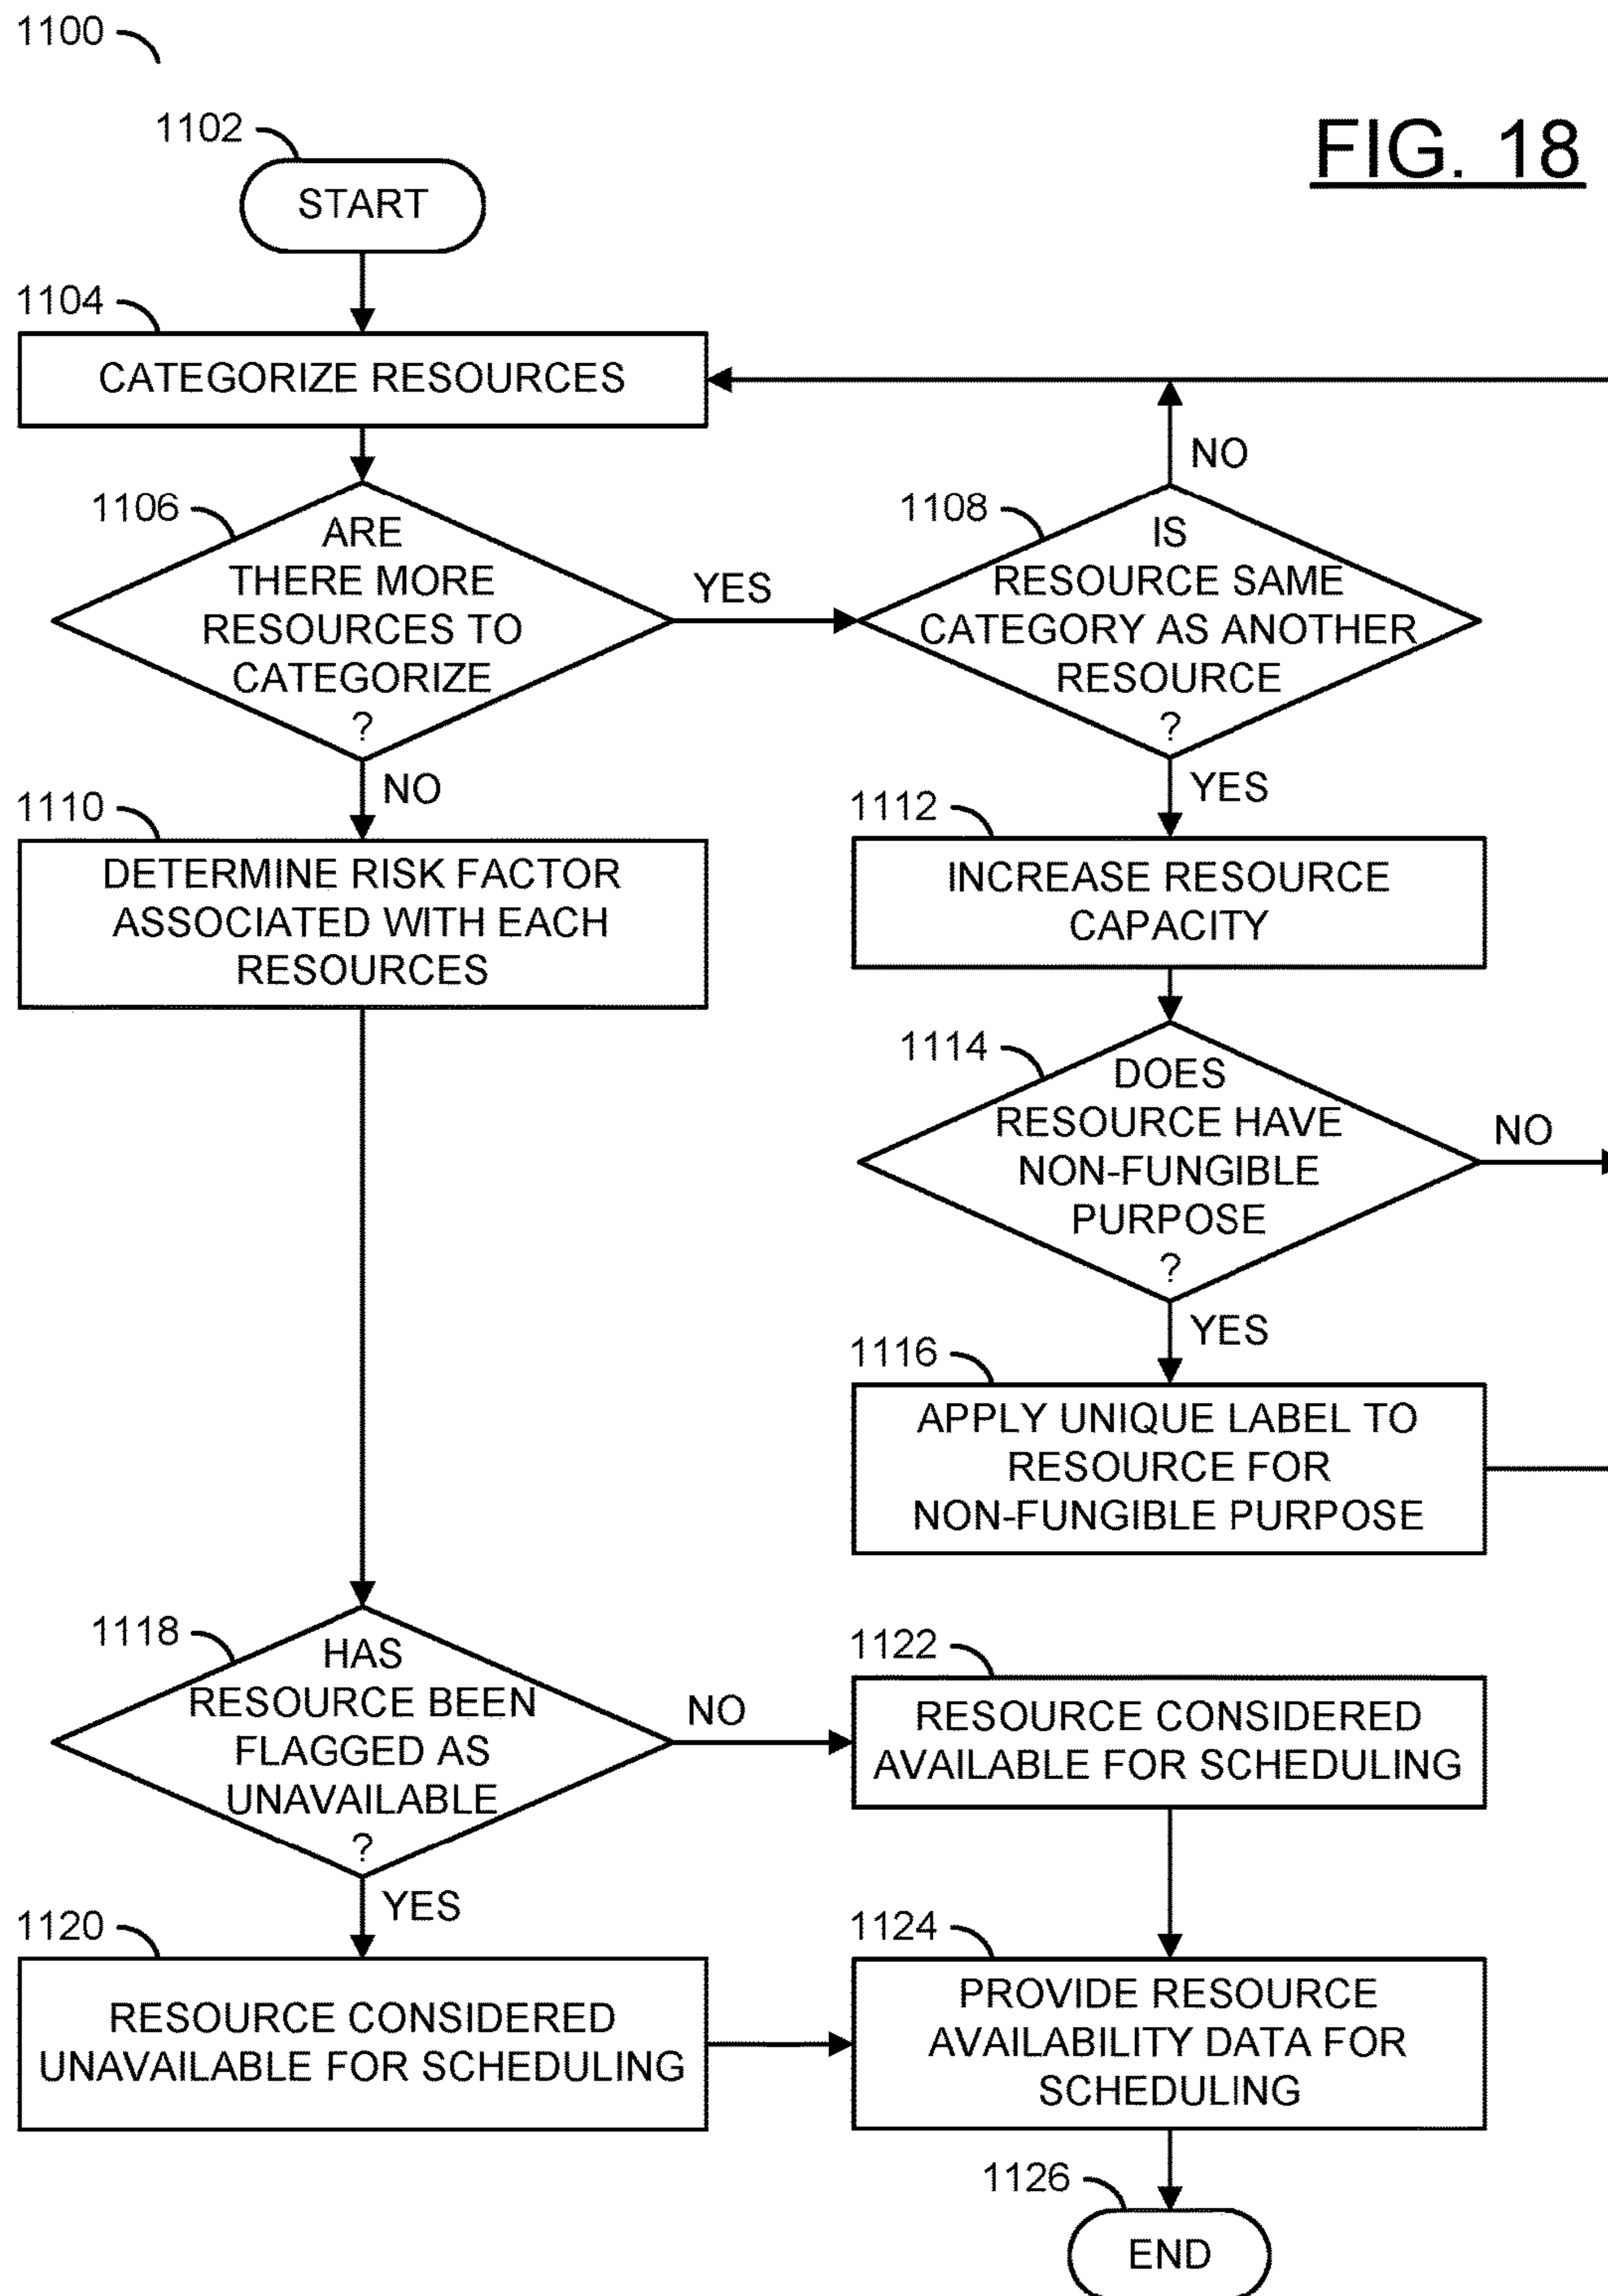 1100
1102
FIG. 18
START
1104
CATEGORIZE RESOURCES
NO
1106
ARE
THERE MORE
RESOURCES TO
CATEGORIZE
?
YES
1108
IS
RESOURCE SAME
CATEGORY AS ANOTHER
RESOURCE
?
NO
YES
1110
DETERMINE RISK FACTOR
ASSOCIATED WITH EACH
RESOURCES
1112
INCREASE RESOURCE
CAPACITY
1114
DOES
RESOURCE HAVE
NON-FUNGIBLE
PURPOSE
?
NO
YES
1116
APPLY UNIQUE LABEL TO
RESOURCE FOR
NON-FUNGIBLE PURPOSE
1118
HAS
RESOURCE BEEN
FLAGGED AS
UNAVAILABLE
?
NO
YES
1122
RESOURCE CONSIDERED
AVAILABLE FOR SCHEDULING
1120
RESOURCE CONSIDERED
UNAVAILABLE FOR SCHEDULING
1124
PROVIDE RESOURCE
AVAILABILITY DATA FOR
SCHEDULING
1126
END